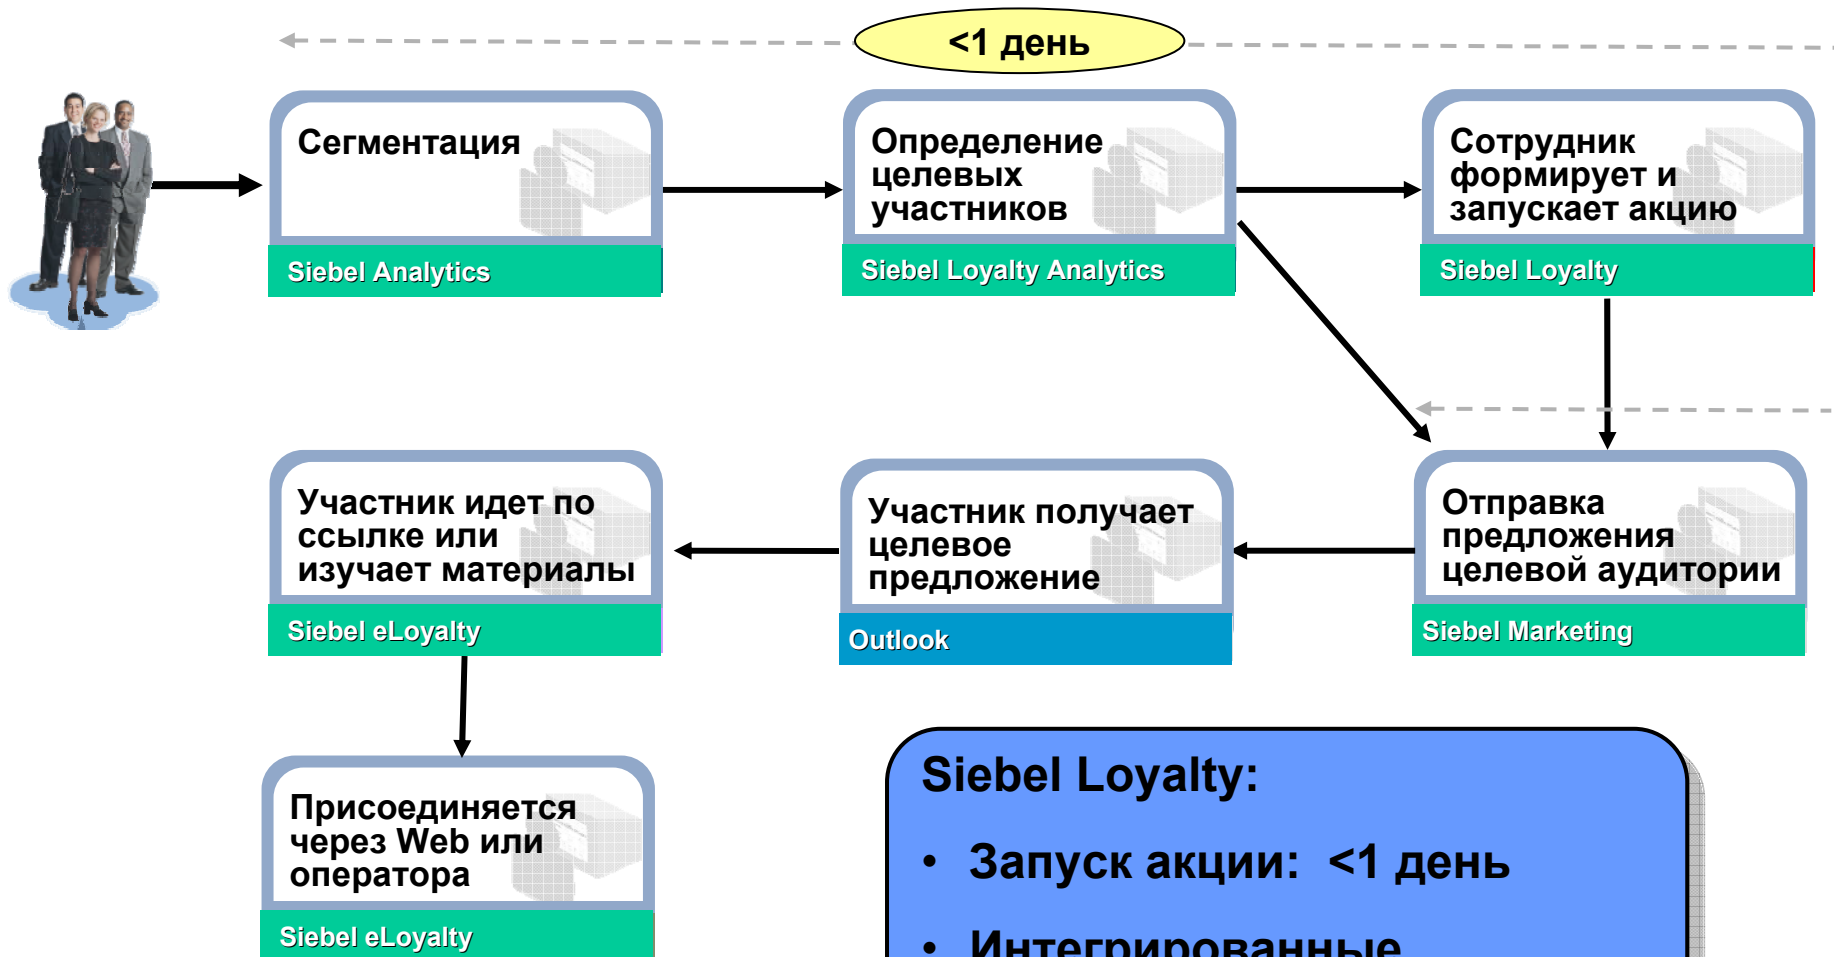 <1 день
Сегментация
Siebel Analytics
Определение
целевых
участников
Siebel Loyalty Analytics
Сотрудник
формирует и
запускает акцию
Siebel Loyalty
Участник идет по
ссылке или
изучает материалы
Siebel eLoyalty
Участник получает
целевое
предложение
Outlook
Отправка
предложения
целевой аудитории
Siebel Marketing
Присоединяется
через Web или
оператора
Siebel eLoyalty
Siebel Loyalty:
• Запуск акции: <1 день
• Интегрированные